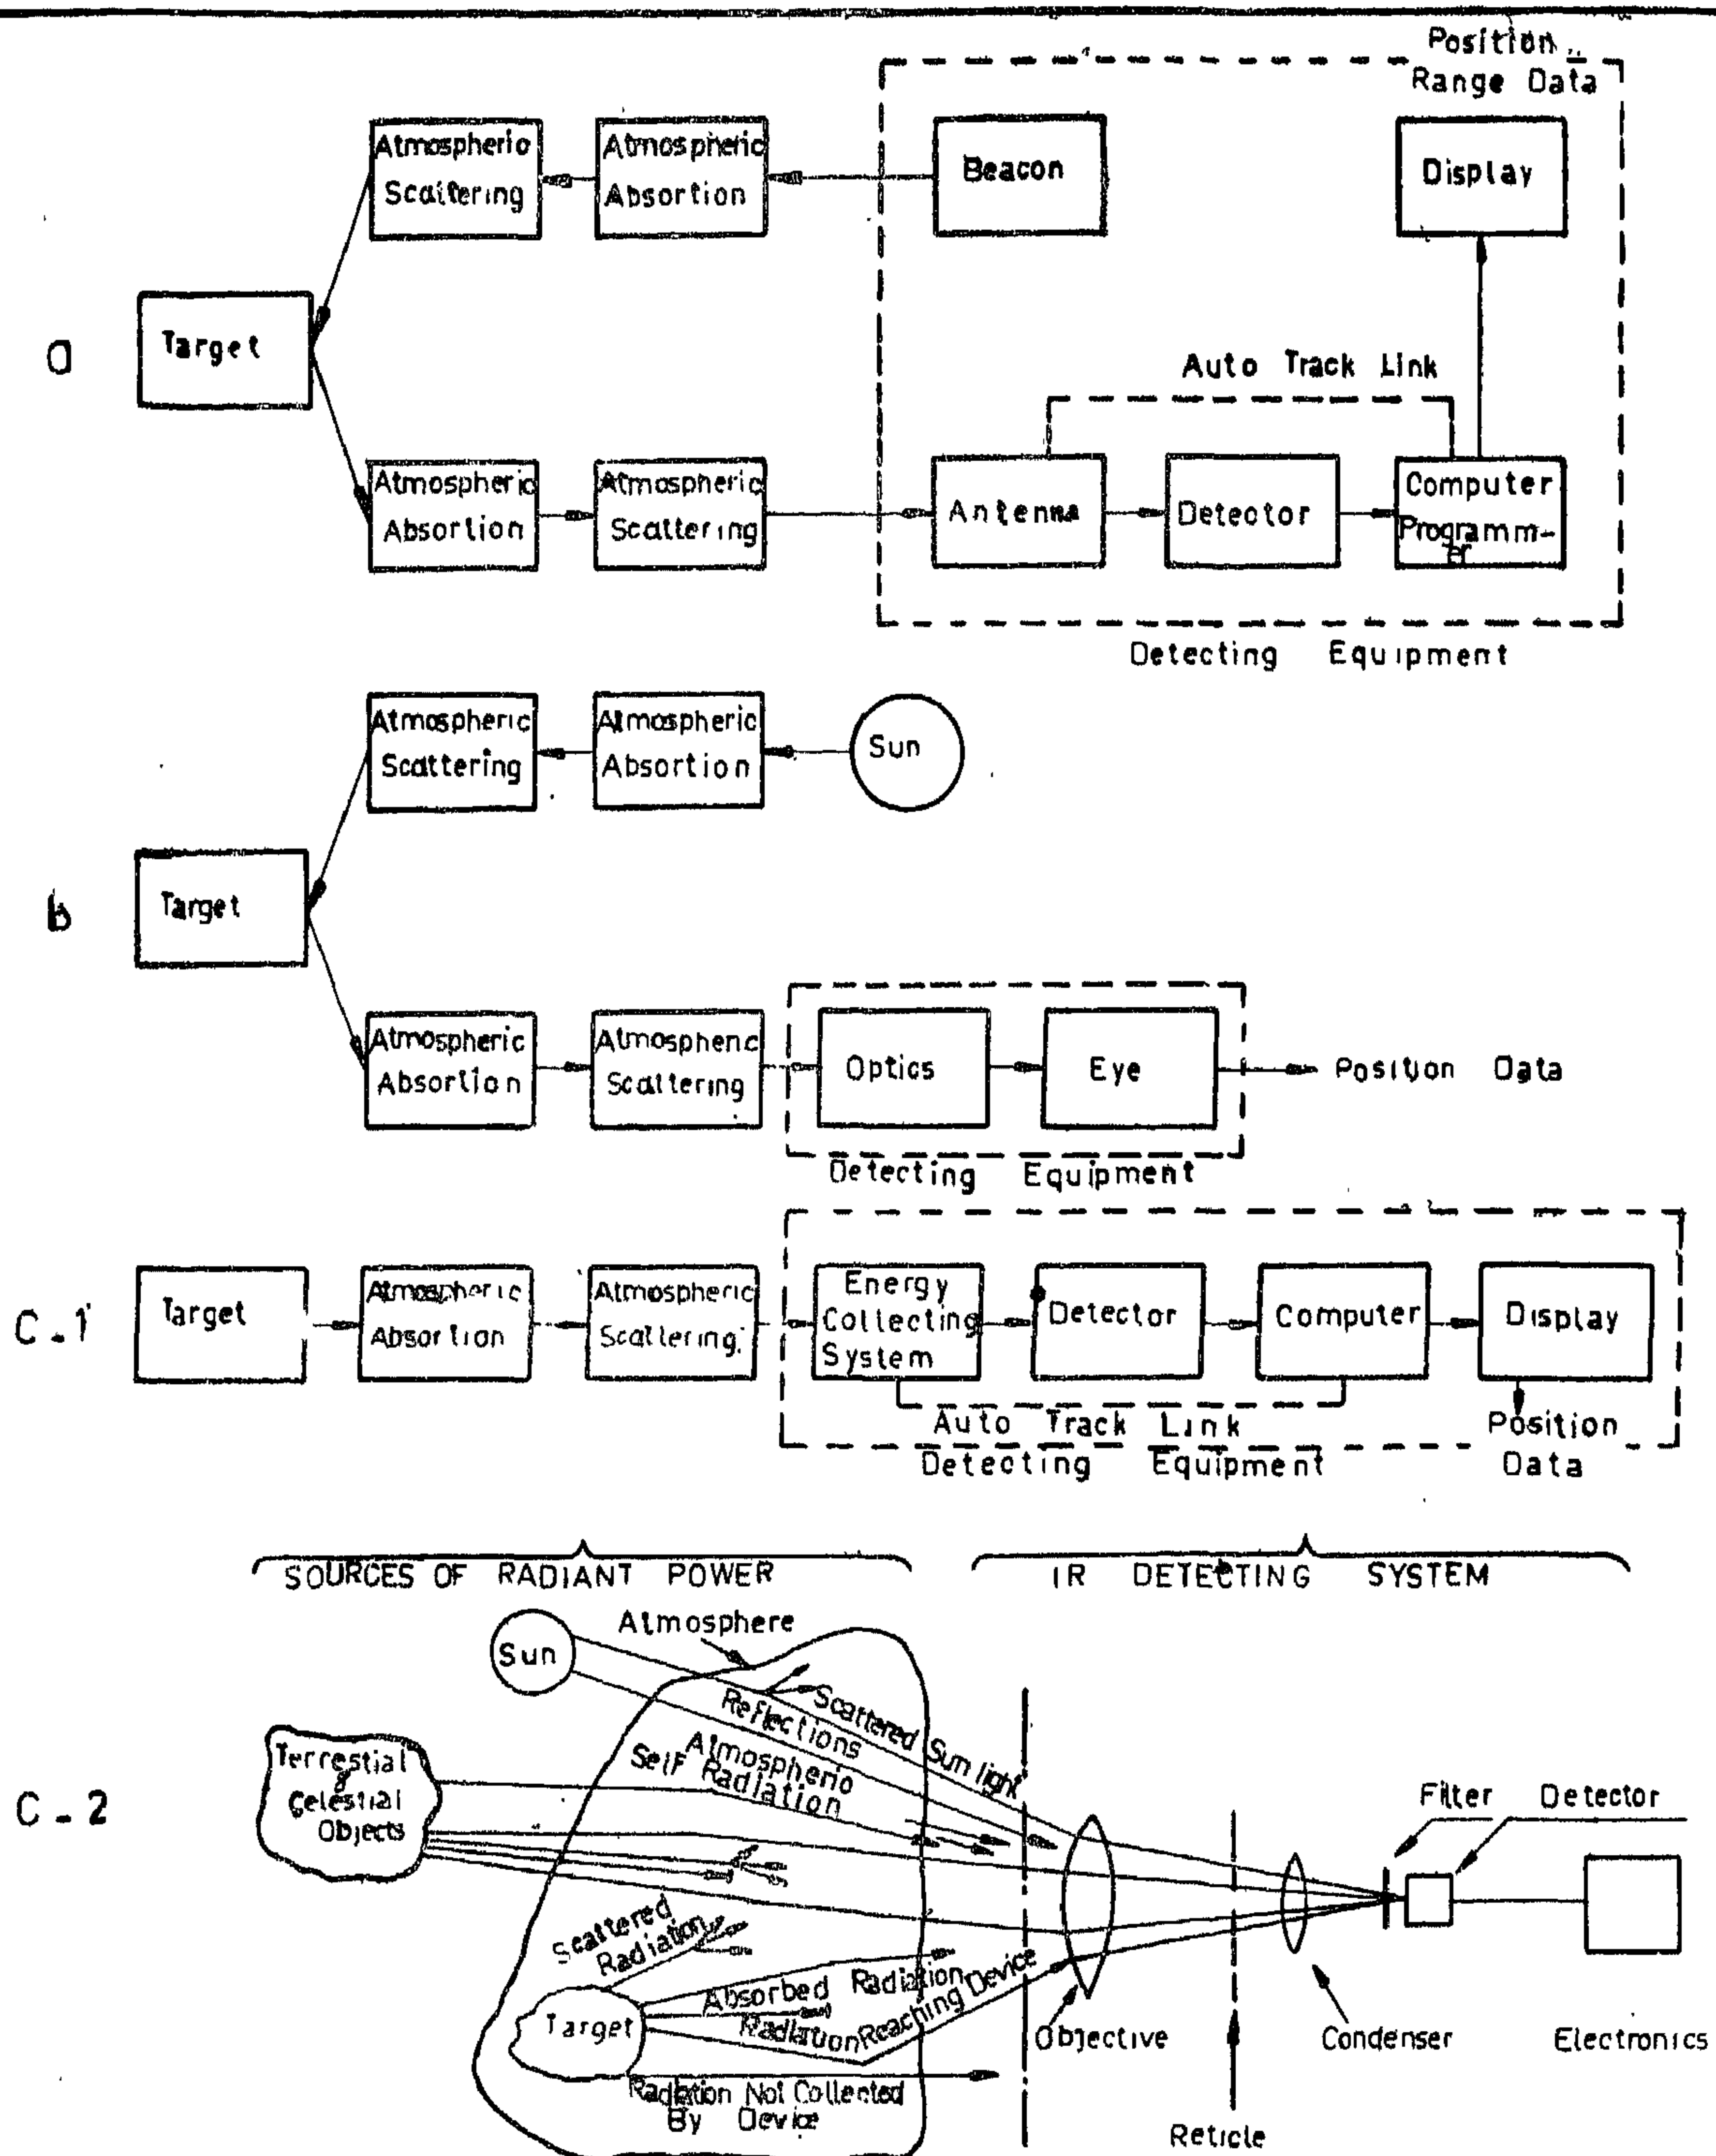 Position
Range Data
Atmospheric
Scattering
Atmospheric
Absortion
Beacon
Display
a
Target
Auto Track Link
Atmospheric
Absortion
Atmospheric
Scattering
Antenna
Detector
Computer
Programm-
er
Detecting Equipment
Atmospheric
Scattering
Atmospheric
Absortion
Sun
b
Target
Atmospheric
Absortion
Atmospheric
Scattering
Optics
Eye
Position Data
Detecting Equipment
C-1
Target
Atmospheric
Absortion
Atmospheric
Scattering
Energy
Collecting
System
Detector
Computer
Display
Auto Track Link
Position
Data
Detecting Equipment
SOURCES OF RADIANT POWER
IR DETECTING SYSTEM
Atmosphere
Sun
Scattered Sun light
Reflections
Atmospheric
Self Radiation
Terrestial
&
Celestial
Objects
C-2
Filter
Detector
Scattered
Radiation
Absorbed Radiation
Radiation Reaching Device
Target
Radiation Not Collected
By Device
Objective
Condenser
Electronics
Reticle